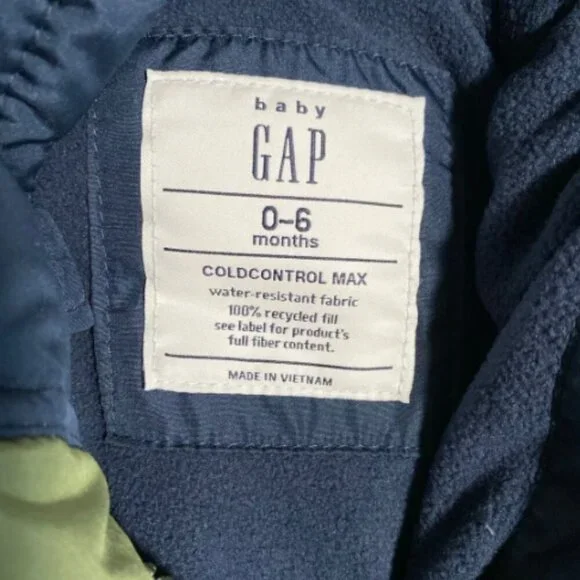 baby
GAP
0–6
months
COLDCONTROL MAX
water-resistant fabric
100% recycled fill
see label for product's
full fiber content.
MADE IN VIETNAM